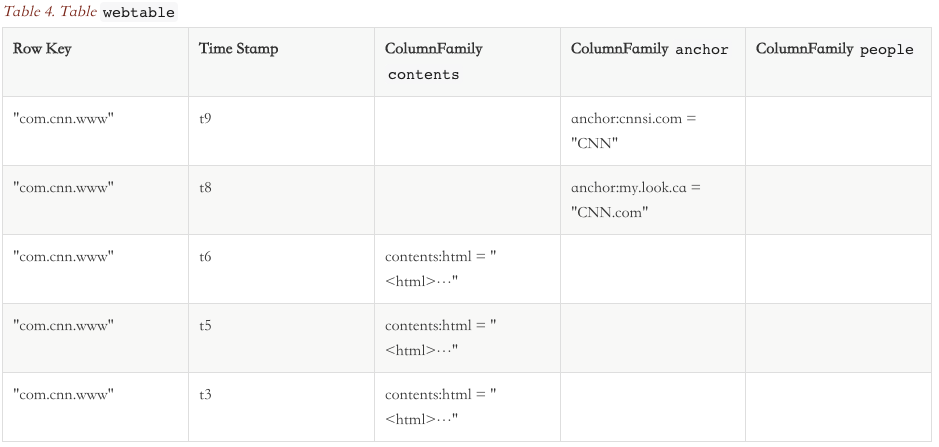 Table 4. Table webtable
Row Key Time Stamp ColumnFamily ColumnFamily anchor ColumnFamily people
contents
"com.cnn.www" t9 anchor:cnnsi.com =
"CNN"
"com.cnn.www" t8 anchor:my.look.ca =
"CNN.com"
"com.cnn.www" t6 contents:html = "
<html>···"
"com.cnn.www" t5 contents:html = "
<html>···"
"com.cnn.www" t3 contents:html = "
<html>···"